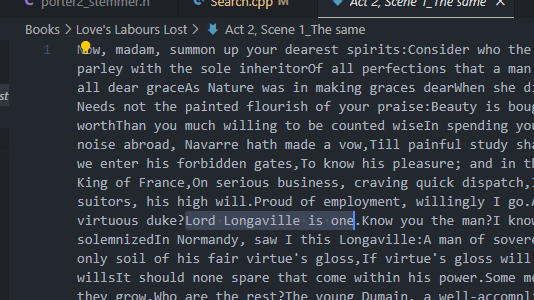 porter2_stemmer.h
Search.cpp
Act 2, Scene 1_The same
Books > Love's Labours Lost > Act 2, Scene 1_The same
st
1 Now, madam, summon up your dearest spirits:Consider who the
parley with the sole inheritorOf all perfections that a man
all dear graceAs Nature was in making graces dearWhen she di
Needs not the painted flourish of your praise:Beauty is boug
worthThan you much willing to be counted wiseIn spending you
noise abroad, Navarre hath made a vow,Till painful study sha
we enter his forbidden gates,To know his pleasure; and in th
King of France,On serious business, craving quick dispatch,I
suitors, his high will.Proud of employment, willingly I go.A
virtuous duke?Lord Longaville is one.Know you the man?I know
solemnizedIn Normandy, saw I this Longaville:A man of sovere
only soil of his fair virtue's gloss,If virtue's gloss will
willsIt should none spare that come within his power.Some me
they grow.Who are the rest?The young Dumain, a well-accompli